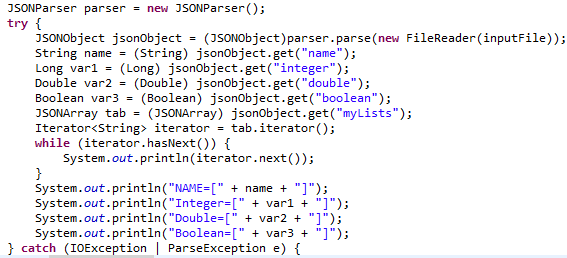 JSONParser parser = new JSONParser();
try {
    JSONObject jsonObject = (JSONObject)parser.parse(new FileReader(inputFile));
    String name = (String) jsonObject.get("name");
    Long var1 = (Long) jsonObject.get("integer");
    Double var2 = (Double) jsonObject.get("double");
    Boolean var3 = (Boolean) jsonObject.get("boolean");
    JSONArray tab = (JSONArray) jsonObject.get("myLists");
    Iterator<String> iterator = tab.iterator();
    while (iterator.hasNext()) {
        System.out.println(iterator.next());
    }
    System.out.println("NAME=[" + name + "]");
    System.out.println("Integer=[" + var1 + "]");
    System.out.println("Double=[" + var2 + "]");
    System.out.println("Boolean=[" + var3 + "]");
} catch (IOException | ParseException e) {